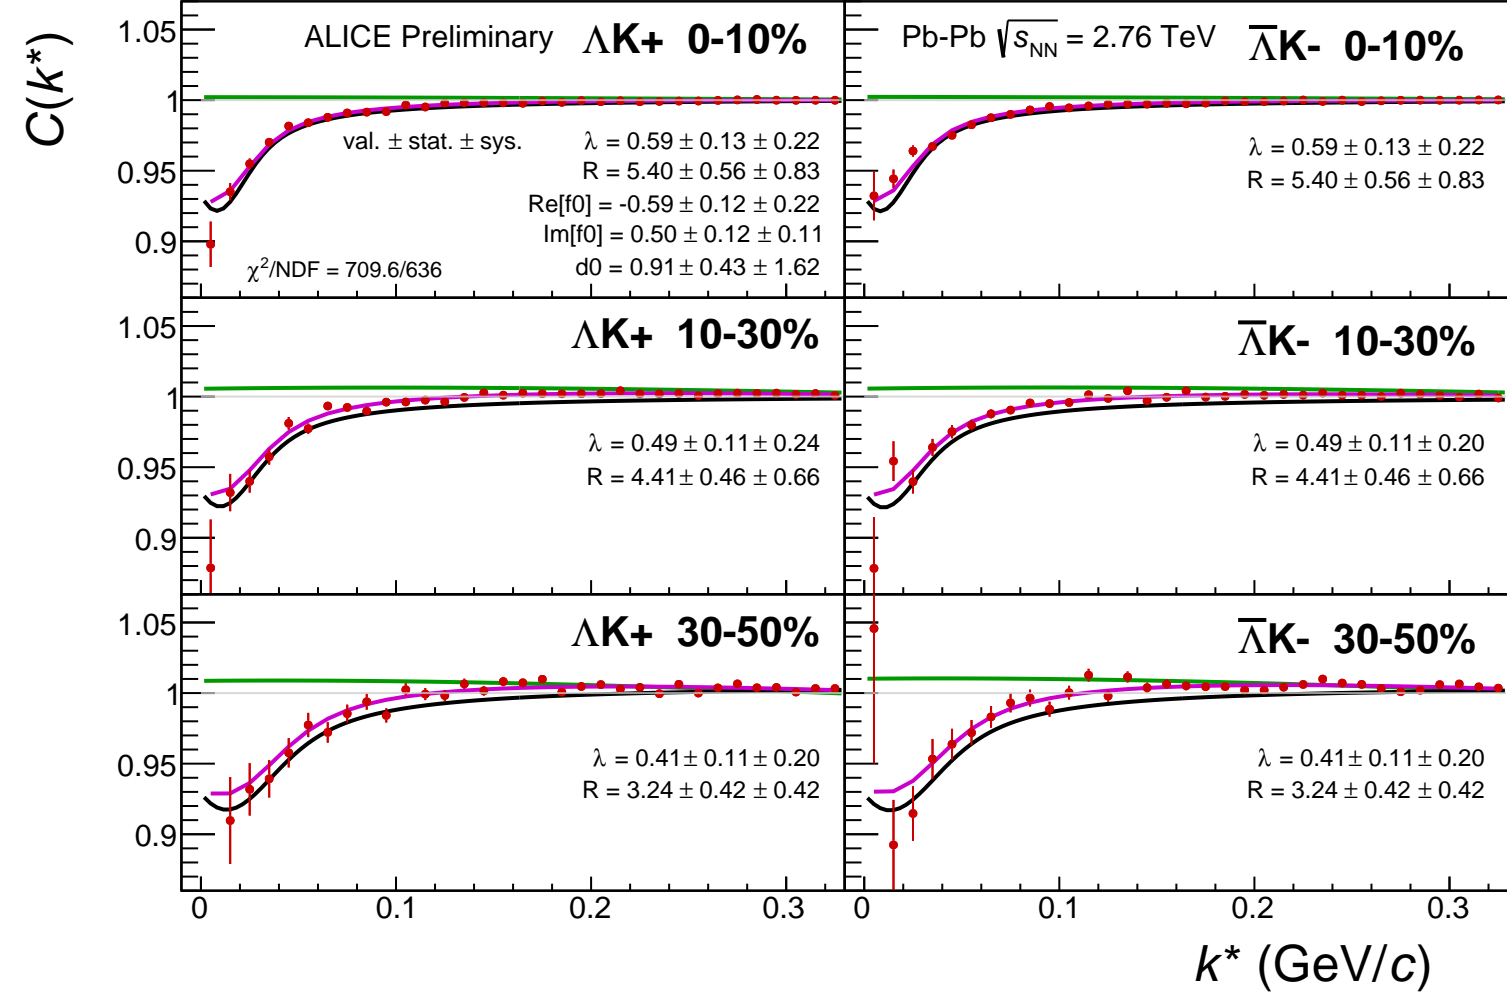 C(k*)
ALICE Preliminary ΛK+ 0-10%
1.05
1
0.95
0.9
val. ± stat. ± sys.
λ = 0.59 ± 0.13 ± 0.22
R = 5.40 ± 0.56 ± 0.83
Re[f0] = -0.59 ± 0.12 ± 0.22
Im[f0] = 0.50 ± 0.12 ± 0.11
d0 = 0.91 ± 0.43 ± 1.62
χ²/NDF = 709.6/636
Pb-Pb √s_NN = 2.76 TeV Λ̅K- 0-10%
λ = 0.59 ± 0.13 ± 0.22
R = 5.40 ± 0.56 ± 0.83
ΛK+ 10-30%
1.05
1
0.95
0.9
λ = 0.49 ± 0.11 ± 0.24
R = 4.41 ± 0.46 ± 0.66
Λ̅K- 10-30%
λ = 0.49 ± 0.11 ± 0.20
R = 4.41 ± 0.46 ± 0.66
ΛK+ 30-50%
1.05
1
0.95
0.9
λ = 0.41 ± 0.11 ± 0.20
R = 3.24 ± 0.42 ± 0.42
Λ̅K- 30-50%
λ = 0.41 ± 0.11 ± 0.20
R = 3.24 ± 0.42 ± 0.42
0 0.1 0.2 0.3
0 0.1 0.2 0.3
k* (GeV/c)